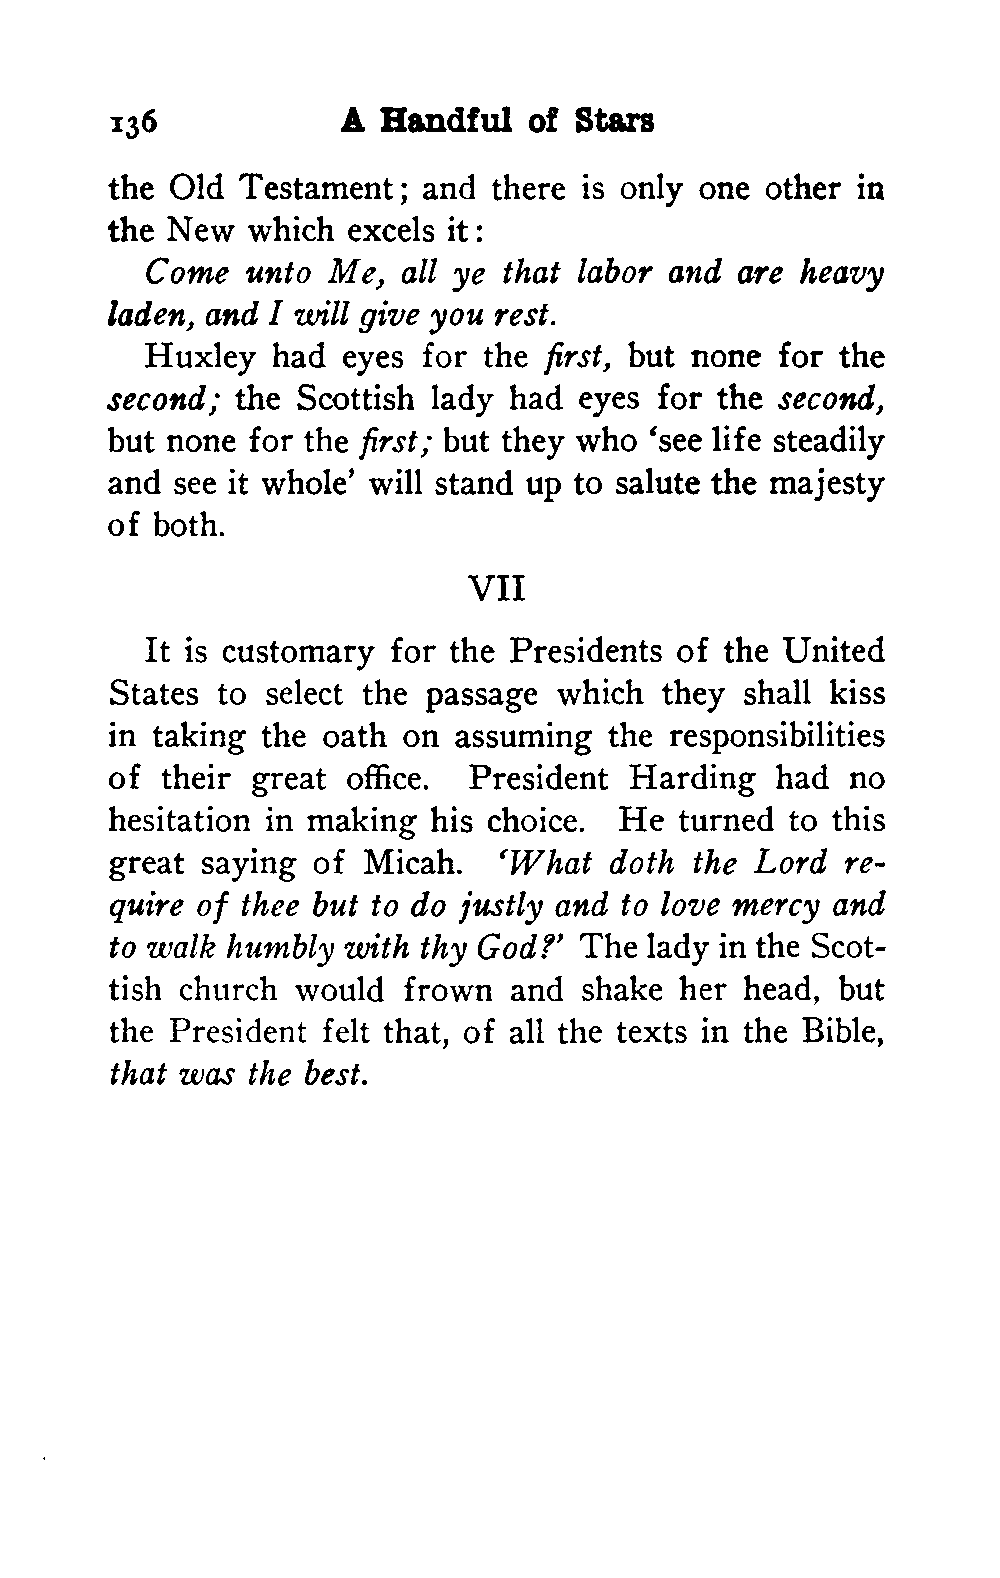 136 A Handful of Stars
the Old Testament; and there is only one other in
the New which excels it:
Come unto Me, all ye that labor and are heavy
laden, and I will give you rest.
Huxley had eyes for the first, but none for the
second; the Scottish lady had eyes for the second,
but none for the first; but they who ‘see life steadily
and see it whole’ will stand up to salute the majesty
of both.
VII
It is customary for the Presidents of the United
States to select the passage which they shall kiss
in taking the oath on assuming the responsibilities
of their great office. President Harding had no
hesitation in making his choice. He turned to this
great saying of Micah. ‘What doth the Lord re-
quire of thee but to do justly and to love mercy and
to walk humbly with thy God?’ The lady in the Scot-
tish church would frown and shake her head, but
the President felt that, of all the texts in the Bible,
that was the best.